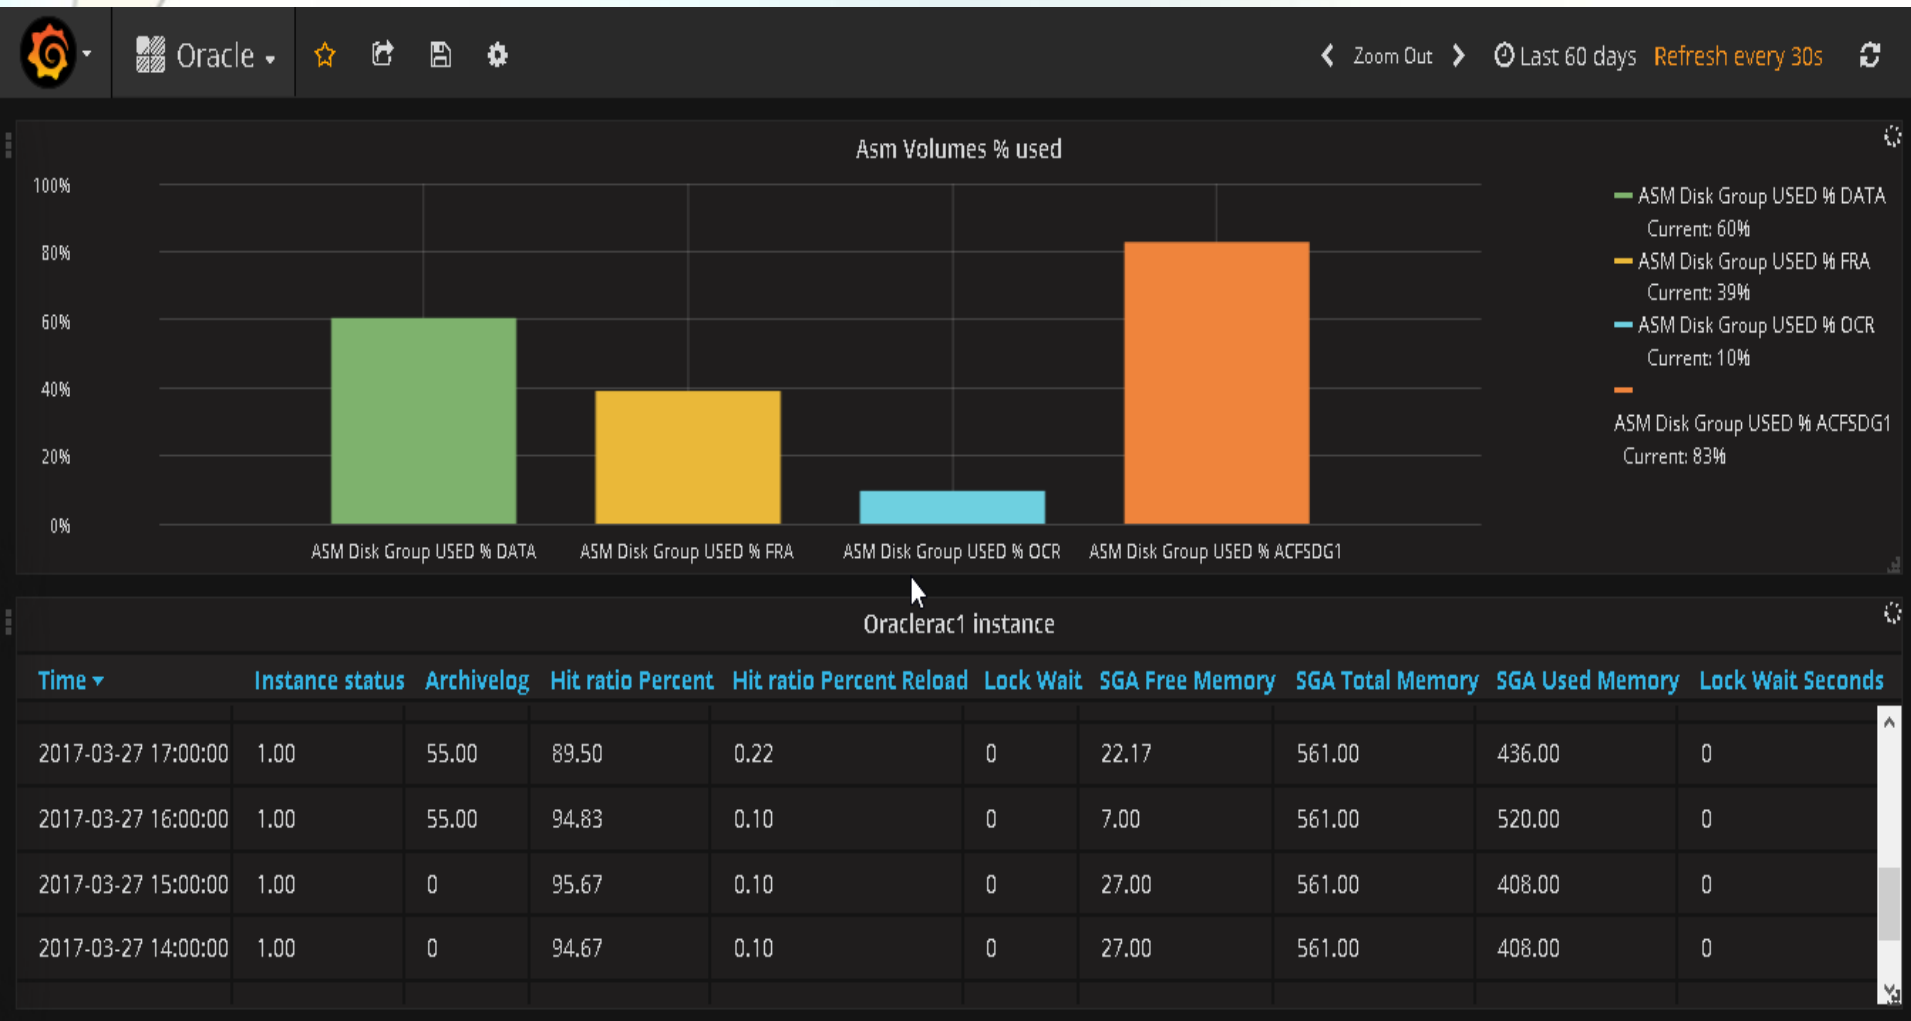 Oracle
Zoom Out
Last 60 days Refresh every 30s
Asm Volumes % used
100%
80%
60%
40%
20%
0%
ASM Disk Group USED % DATA ASM Disk Group USED % FRA ASM Disk Group USED % OCR ASM Disk Group USED % ACFSDG1
ASM Disk Group USED % DATA
Current: 60%
ASM Disk Group USED % FRA
Current: 39%
ASM Disk Group USED % OCR
Current: 10%
ASM Disk Group USED % ACFSDG1
Current: 83%
Oraclerac1 instance
Time Instance status Archivelog Hit ratio Percent Hit ratio Percent Reload Lock Wait SGA Free Memory SGA Total Memory SGA Used Memory Lock Wait Seconds
2017-03-27 17:00:00 1.00 55.00 89.50 0.22 0 22.17 561.00 436.00 0
2017-03-27 16:00:00 1.00 55.00 94.83 0.10 0 7.00 561.00 520.00 0
2017-03-27 15:00:00 1.00 0 95.67 0.10 0 27.00 561.00 408.00 0
2017-03-27 14:00:00 1.00 0 94.67 0.10 0 27.00 561.00 408.00 0